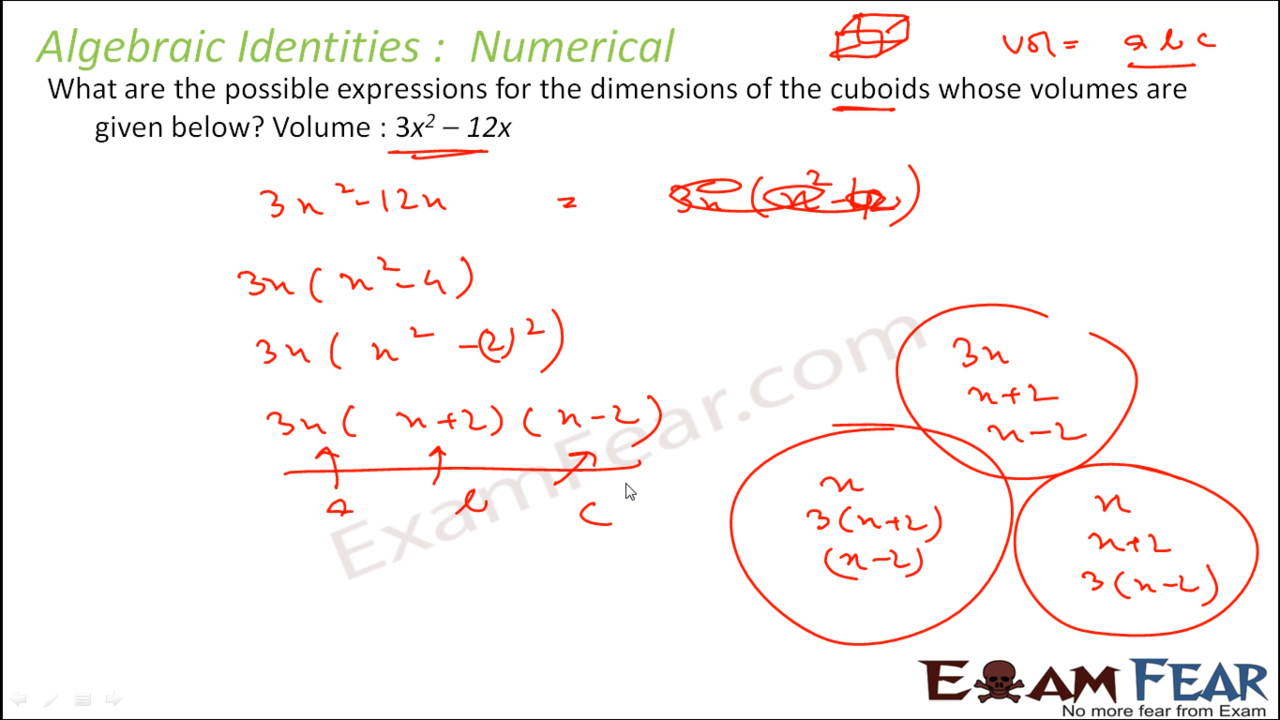 Algebraic Identities : Numerical
vol = a b c
What are the possible expressions for the dimensions of the cuboids whose volumes are
given below? Volume : 3x² – 12x
3x² - 12x =
3x ( x² - 4 )
3x ( x² - (2)² )
3x ( x+2 ) ( x-2 )
a b c
3x
x+2
x-2
x
3(x+2)
(x-2)
x
x+2
3(x-2)
ExamFear.com
EXAM FEAR
No more fear from Exam